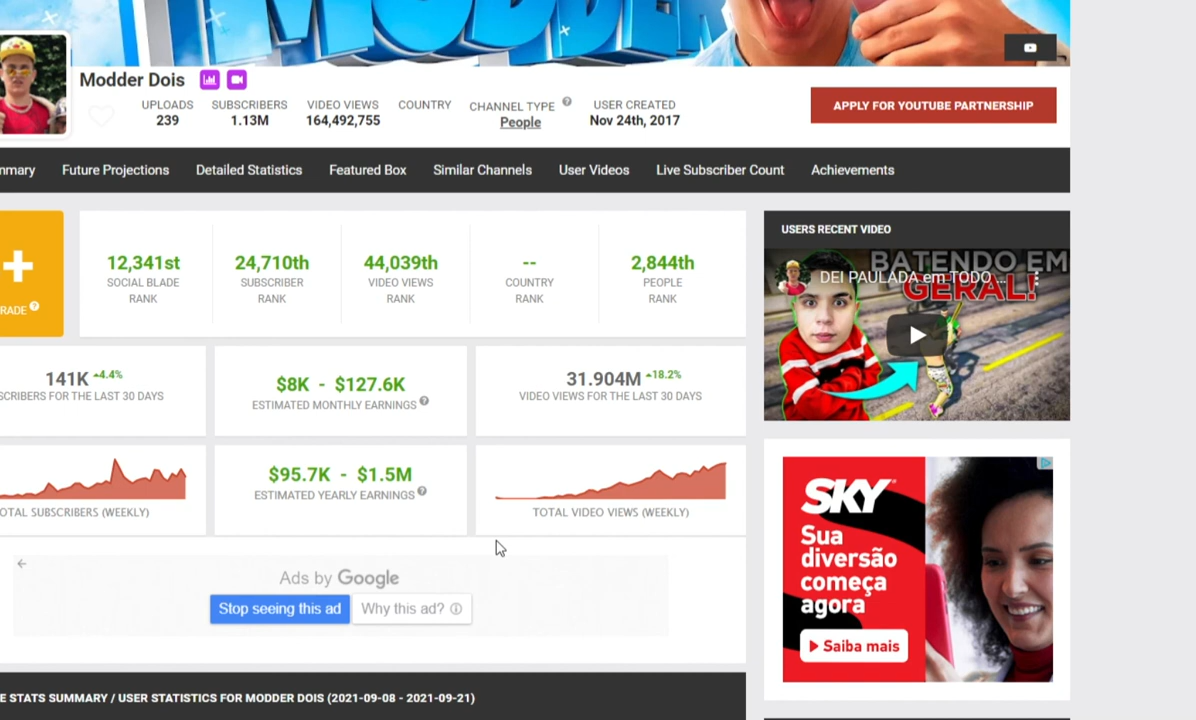 MODDER
Modder Dois
UPLOADS
239
SUBSCRIBERS
1.13M
VIDEO VIEWS
164,492,755
COUNTRY
CHANNEL TYPE ?
People
USER CREATED
Nov 24th, 2017
APPLY FOR YOUTUBE PARTNERSHIP
mmary
Future Projections
Detailed Statistics
Featured Box
Similar Channels
User Videos
Live Subscriber Count
Achievements
+
RADE ?
12,341st
SOCIAL BLADE
RANK
24,710th
SUBSCRIBER
RANK
44,039th
VIDEO VIEWS
RANK
--
COUNTRY
RANK
2,844th
PEOPLE
RANK
USERS RECENT VIDEO
BATENDO EM
GERAL!
DEI PAULADA em TODO ...
141K 4.4%
SCRIBERS FOR THE LAST 30 DAYS
$8K - $127.6K
ESTIMATED MONTHLY EARNINGS ?
31.904M 18.2%
VIDEO VIEWS FOR THE LAST 30 DAYS
OTAL SUBSCRIBERS (WEEKLY)
$95.7K - $1.5M
ESTIMATED YEARLY EARNINGS ?
TOTAL VIDEO VIEWS (WEEKLY)
SKY
Sua
diversão
começa
agora
Saiba mais
Ads by Google
Stop seeing this ad
Why this ad?
E STATS SUMMARY / USER STATISTICS FOR MODDER DOIS (2021-09-08 - 2021-09-21)